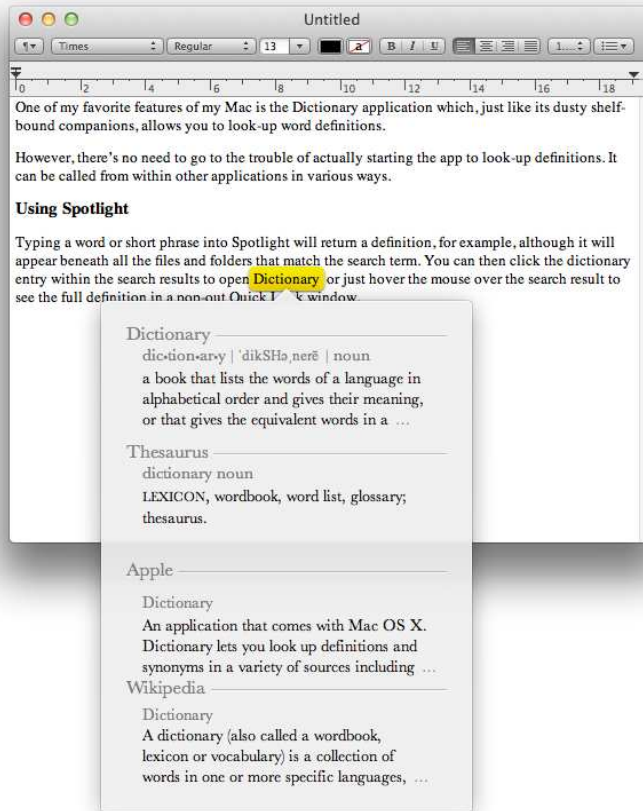 Untitled
¶ Times Regular 13 a B I U 1...
0 2 4 6 8 10 12 14 16 18
One of my favorite features of my Mac is the Dictionary application which, just like its dusty shelf-
bound companions, allows you to look-up word definitions.
However, there's no need to go to the trouble of actually starting the app to look-up definitions. It
can be called from within other applications in various ways.
Using Spotlight
Typing a word or short phrase into Spotlight will return a definition, for example, although it will
appear beneath all the files and folders that match the search term. You can then click the dictionary
entry within the search results to open Dictionary or just hover the mouse over the search result to
see the full definition in a pop-out Quick window.
Dictionary
dic•tion•ar•y | ˈdikSHəˌnerē | noun
a book that lists the words of a language in
alphabetical order and gives their meaning,
or that gives the equivalent words in a ...
Thesaurus
dictionary noun
LEXICON, wordbook, word list, glossary;
thesaurus.
Apple
Dictionary
An application that comes with Mac OS X.
Dictionary lets you look up definitions and
synonyms in a variety of sources including ...
Wikipedia
Dictionary
A dictionary (also called a wordbook,
lexicon or vocabulary) is a collection of
words in one or more specific languages, ...